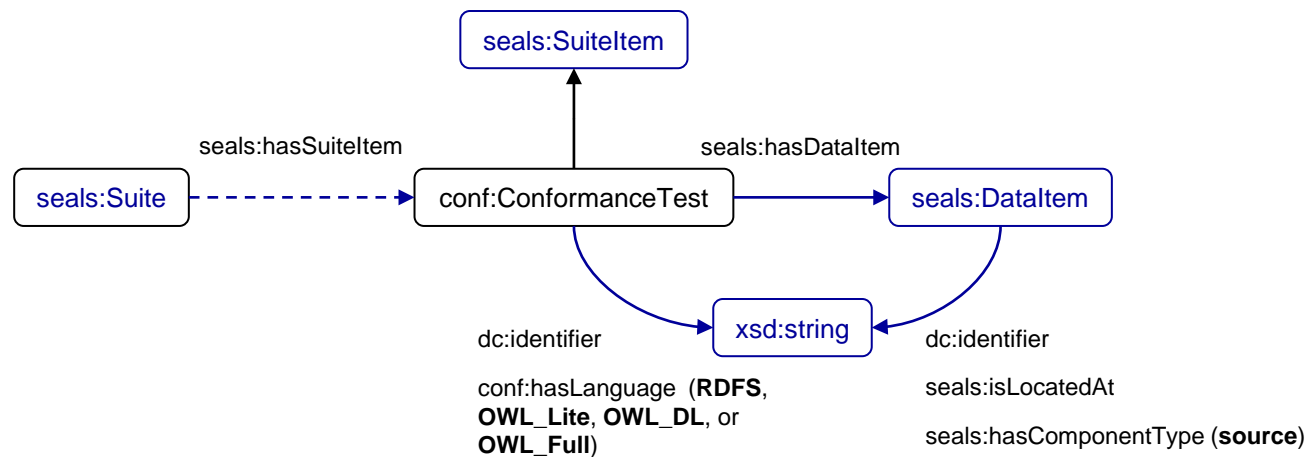 seals:SuiteItem
seals:hasSuiteItem
seals:hasDataItem
seals:Suite
conf:ConformanceTest
seals:DataItem
xsd:string
dc:identifier
conf:hasLanguage (RDFS,
OWL_Lite, OWL_DL, or
OWL_Full)
dc:identifier
seals:isLocatedAt
seals:hasComponentType (source)